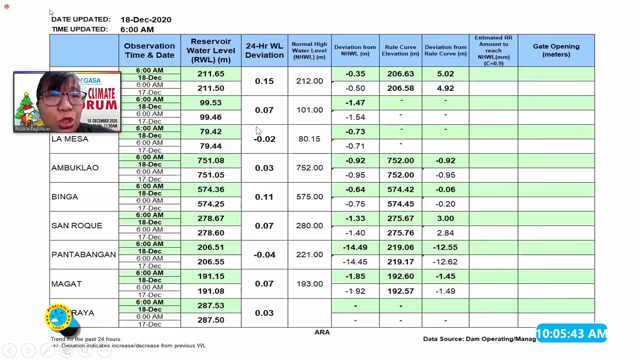 DATE UPDATED: 18-Dec-2020
TIME UPDATED: 6:00 AM
Observation Time & Date
Reservoir Water Level (RWL) (m)
24-Hr WL Deviation
Normal High Water Level (NHWL) (m)
Deviation from NHWL (m)
Rule Curve Elevation (m)
Deviation from Rule Curve (m)
Estimated RR Amount to reach NHWL(mm) (C=0.9)
Gate Opening (meters)
6:00 AM 18-Dec 211.65 0.15 212.00 -0.35 206.63 5.02
6:00 AM 17-Dec 211.50 -0.50 206.58 4.92
6:00 AM 18-Dec 99.53 0.07 101.00 -1.47 - -
6:00 AM 17-Dec 99.46 -1.54 - -
LA MESA 6:00 AM 18-Dec 79.42 -0.02 80.15 -0.73 - -
6:00 AM 17-Dec 79.44 -0.71 - -
AMBUKLAO 6:00 AM 18-Dec 751.08 0.03 752.00 -0.92 752.00 -0.92
6:00 AM 17-Dec 751.05 -0.95 752.00 -0.95
BINGA 6:00 AM 18-Dec 574.36 0.11 575.00 -0.64 574.42 -0.06
6:00 AM 17-Dec 574.25 -0.75 574.45 -0.20
SAN ROQUE 6:00 AM 18-Dec 278.67 0.07 280.00 -1.33 275.67 3.00
6:00 AM 17-Dec 278.60 -1.40 275.76 2.84
PANTABANGAN 6:00 AM 18-Dec 206.51 -0.04 221.00 -14.49 219.06 -12.55
6:00 AM 17-Dec 206.55 -14.45 219.17 -12.62
MAGAT 6:00 AM 18-Dec 191.15 0.07 193.00 -1.85 192.60 -1.45
6:00 AM 17-Dec 191.08 -1.92 192.57 -1.49
RAYA 6:00 AM 18-Dec 287.53 0.03 - - -
6:00 AM 17-Dec 287.50 - - -
ARA
Trend for the past 24 hours:
+/- Deviation indicates increase/decrease from previous WL
Data Source: Dam Operating/Manag
GASA
CLIMATE
RUM
10:05:43 AM